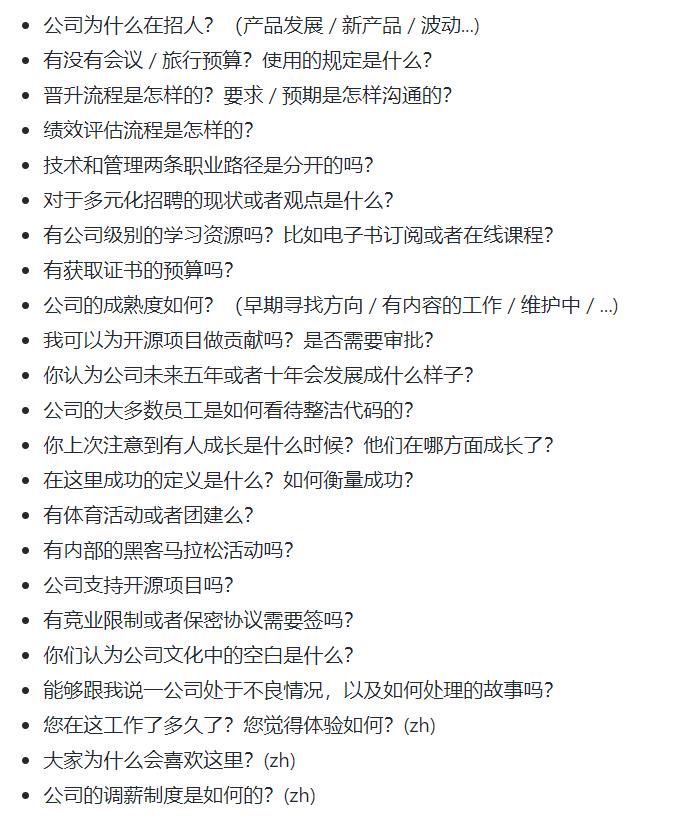 公司为什么在招人？（产品发展 / 新产品 / 波动...)
有没有会议 / 旅行预算？使用的规定是什么？
晋升流程是怎样的？要求 / 预期是怎样沟通的？
绩效评估流程是怎样的？
技术和管理两条职业路径是分开的吗？
对于多元化招聘的现状或者观点是什么？
有公司级别的学习资源吗？比如电子书订阅或者在线课程？
有获取证书的预算吗？
公司的成熟度如何？（早期寻找方向 / 有内容的工作 / 维护中 / ...)
我可以为开源项目做贡献吗？是否需要审批？
你认为公司未来五年或者十年会发展成什么样子？
公司的大多数员工是如何看待整洁代码的？
你上次注意到有人成长是什么时候？他们在哪方面成长了？
在这里成功的定义是什么？如何衡量成功？
有体育活动或者团建么？
有内部的黑客马拉松活动吗？
公司支持开源项目吗？
有竞业限制或者保密协议需要签吗？
你们认为公司文化中的空白是什么？
能够跟我说一公司处于不良情况，以及如何处理的故事吗？
您在这工作了多久了？您觉得体验如何？(zh)
大家为什么会喜欢这里？(zh)
公司的调薪制度是如何的？(zh)